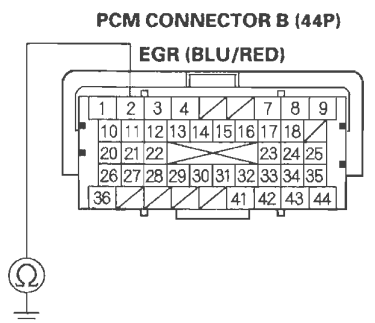 PCM CONNECTOR B (44P)
EGR (BLU/RED)
1 2 3 4 7 8 9
10 11 12 13 14 15 16 17 18
20 21 22 23 24 25
26 27 28 29 30 31 32 33 34 35
36 41 42 43 44
Ω